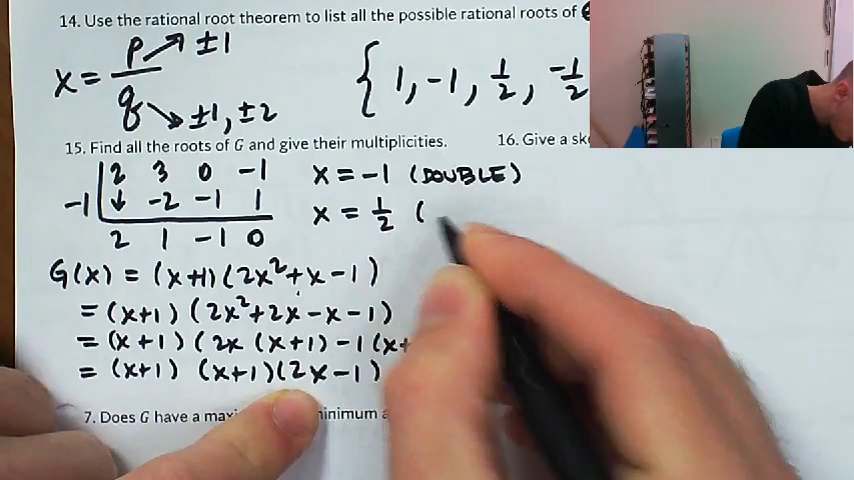 14. Use the rational root theorem to list all the possible rational roots of
x = p/q
p → ±1
q → ±1, ±2
{1, -1, 1/2, -1/2
15. Find all the roots of G and give their multiplicities.
16. Give a ske
-1 | 2 3 0 -1
↓ -2 -1 1
2 1 -1 0
x = -1 (DOUBLE)
x = 1/2 (
G(x) = (x+1)(2x²+x-1)
= (x+1)(2x²+2x-x-1)
= (x+1)(2x(x+1)-1(x+
= (x+1)(x+1)(2x-1)
7. Does G have a maxi minimum a